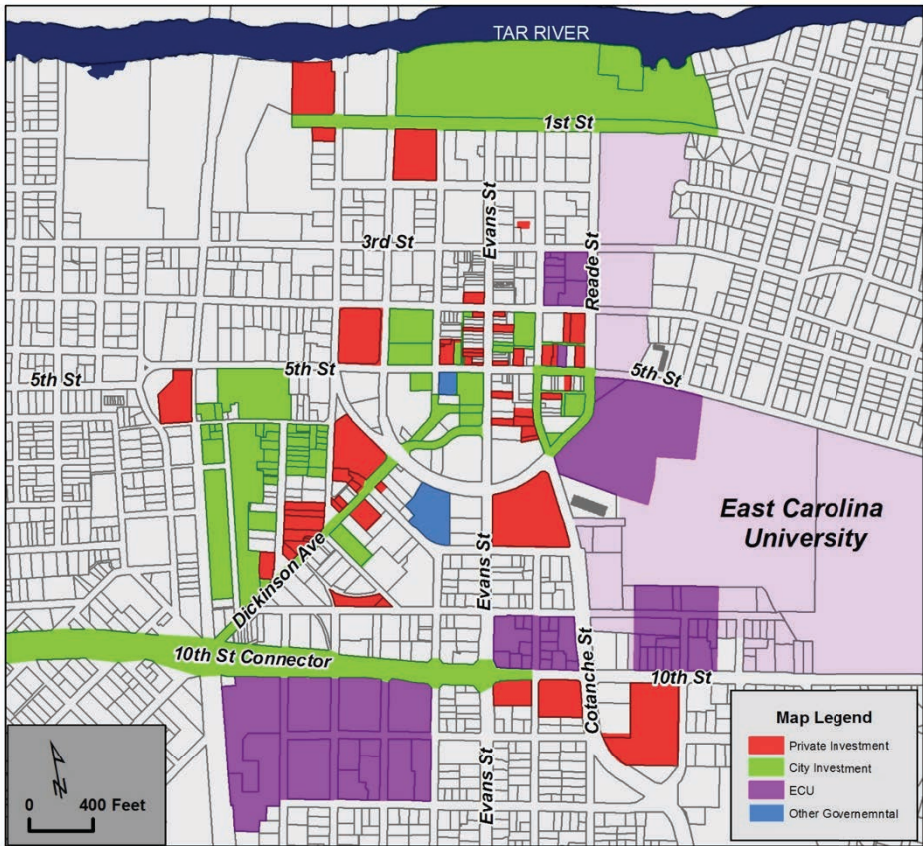 TAR RIVER
1st St
Evans St
3rd St
Reade St
5th St
5th St
5th St
East Carolina
University
Evans St
Dickinson Ave
10th St Connector
Cotanche St
10th St
Evans St
0 400 Feet
N
Map Legend
Private Investment
City Investment
ECU
Other Governemntal